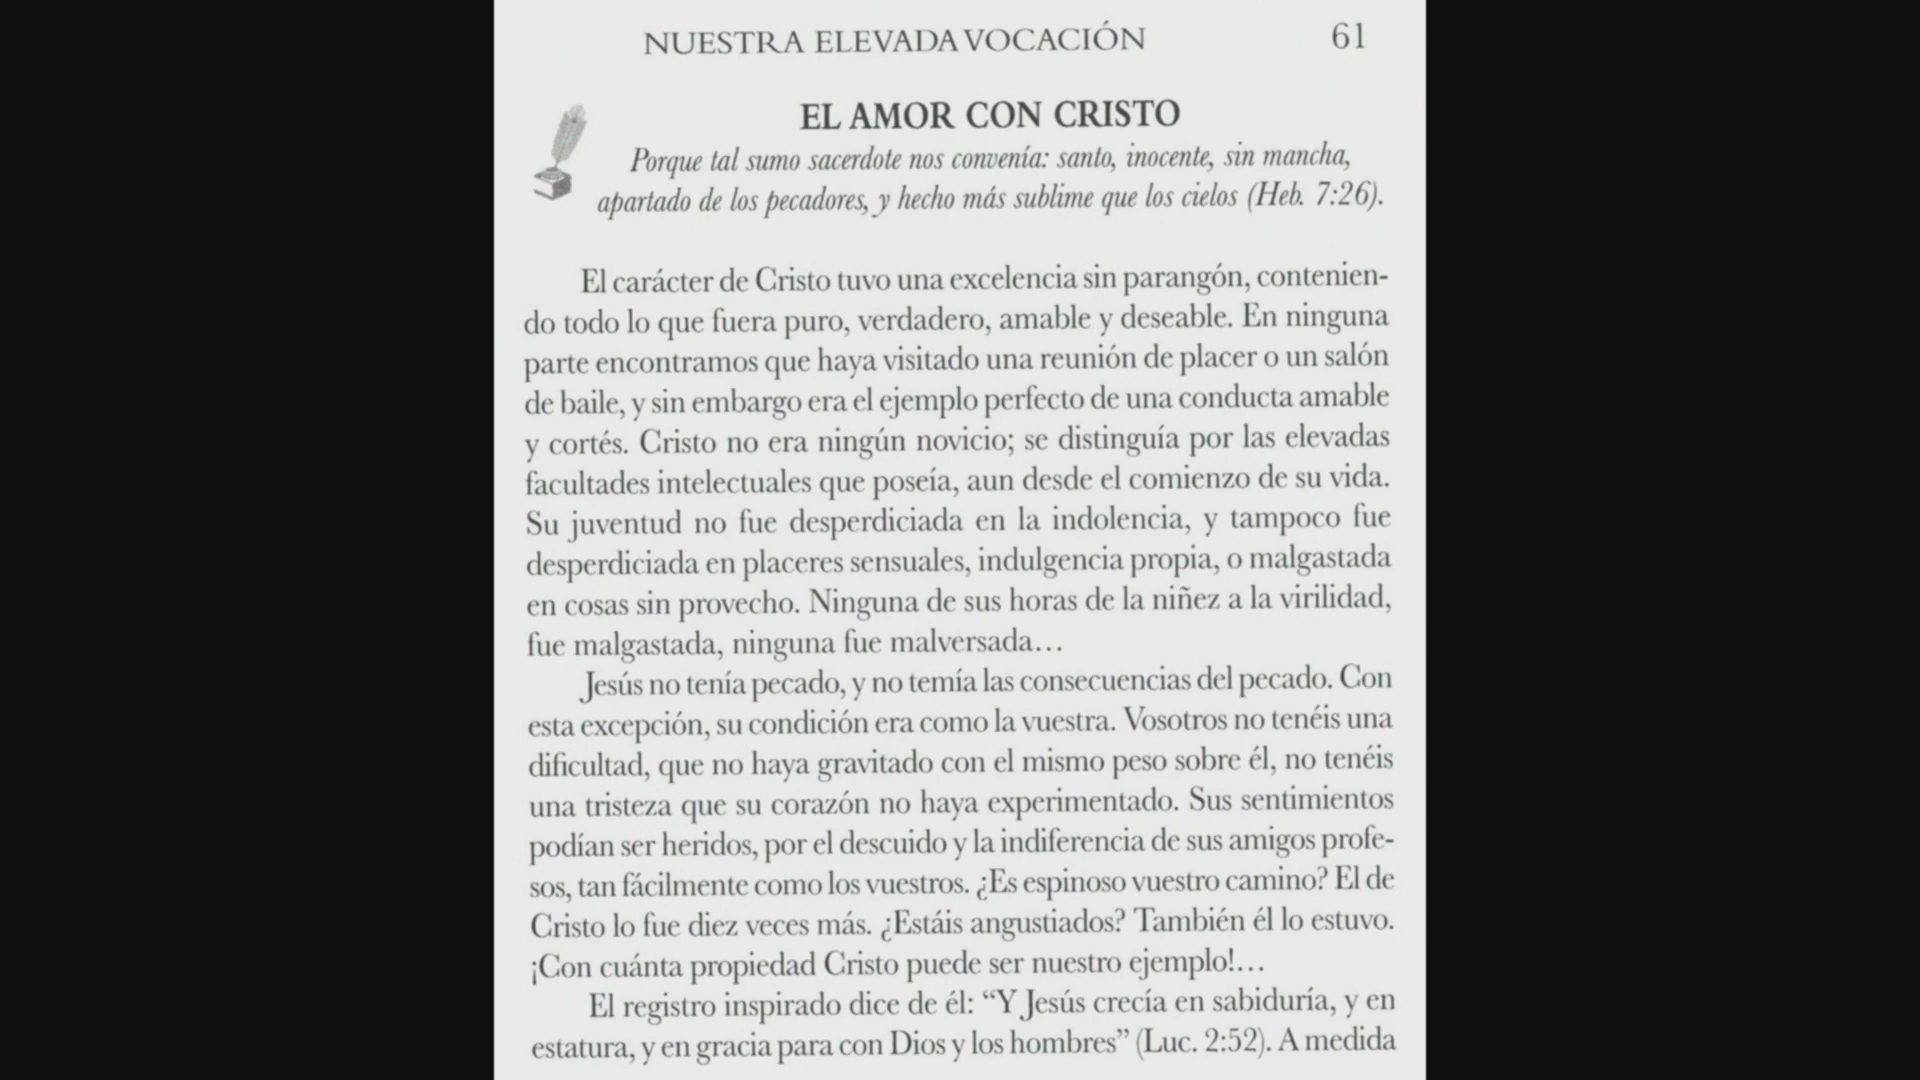 NUESTRA ELEVADA VOCACIÓN 61
EL AMOR CON CRISTO
Porque tal sumo sacerdote nos convenía: santo, inocente, sin mancha,
apartado de los pecadores, y hecho más sublime que los cielos (Heb. 7:26).
El carácter de Cristo tuvo una excelencia sin parangón, contenien-
do todo lo que fuera puro, verdadero, amable y deseable. En ninguna
parte encontramos que haya visitado una reunión de placer o un salón
de baile, y sin embargo era el ejemplo perfecto de una conducta amable
y cortés. Cristo no era ningún novicio; se distinguía por las elevadas
facultades intelectuales que poseía, aun desde el comienzo de su vida.
Su juventud no fue desperdiciada en la indolencia, y tampoco fue
desperdiciada en placeres sensuales, indulgencia propia, o malgastada
en cosas sin provecho. Ninguna de sus horas de la niñez a la virilidad,
fue malgastada, ninguna fue malversada…
Jesús no tenía pecado, y no temía las consecuencias del pecado. Con
esta excepción, su condición era como la vuestra. Vosotros no tenéis una
dificultad, que no haya gravitado con el mismo peso sobre él, no tenéis
una tristeza que su corazón no haya experimentado. Sus sentimientos
podían ser heridos, por el descuido y la indiferencia de sus amigos profe-
sos, tan fácilmente como los vuestros. ¿Es espinoso vuestro camino? El de
Cristo lo fue diez veces más. ¿Estáis angustiados? También él lo estuvo.
¡Con cuánta propiedad Cristo puede ser nuestro ejemplo!…
El registro inspirado dice de él: “Y Jesús crecía en sabiduría, y en
estatura, y en gracia para con Dios y los hombres” (Luc. 2:52). A medida